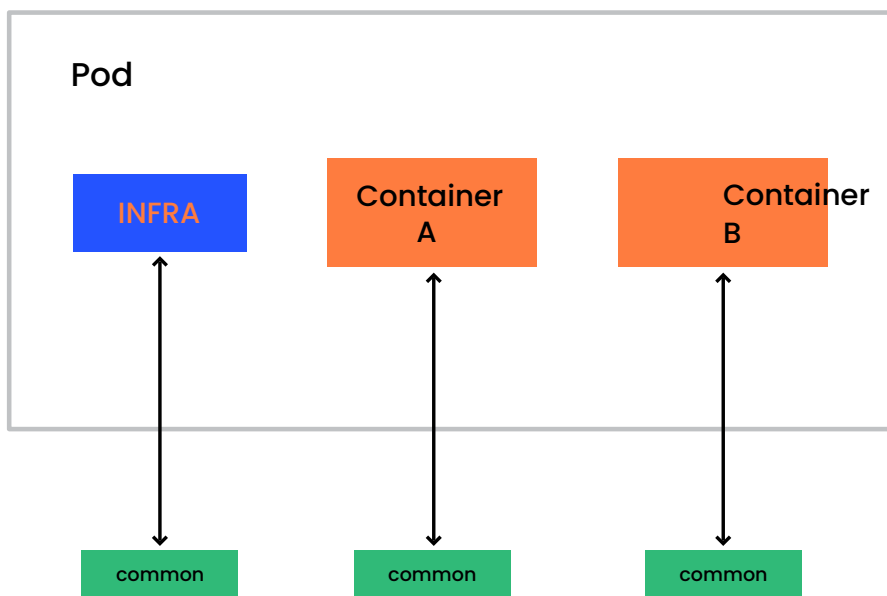 Pod
INFRA
Container
A
Container
B
common
common
common